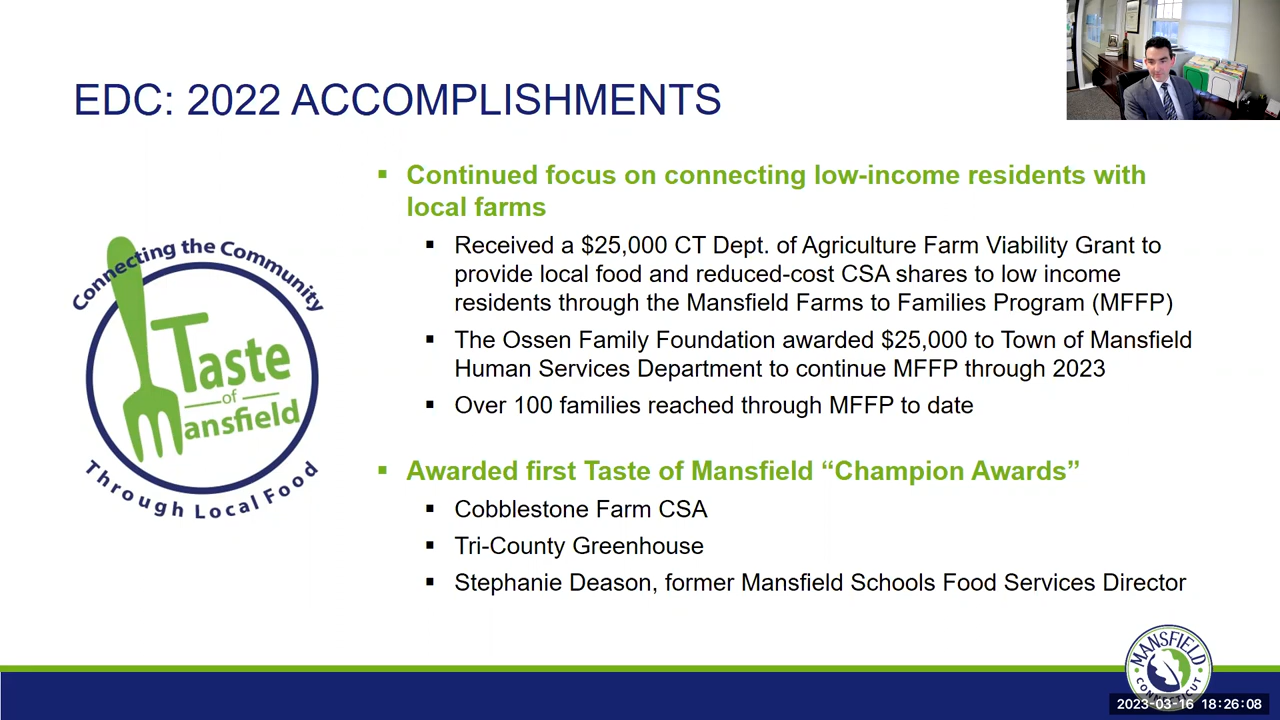 EDC: 2022 ACCOMPLISHMENTS
Continued focus on connecting low-income residents with
local farms
Received a $25,000 CT Dept. of Agriculture Farm Viability Grant to
provide local food and reduced-cost CSA shares to low income
residents through the Mansfield Farms to Families Program (MFFP)
The Ossen Family Foundation awarded $25,000 to Town of Mansfield
Human Services Department to continue MFFP through 2023
Over 100 families reached through MFFP to date
Awarded first Taste of Mansfield “Champion Awards”
Cobblestone Farm CSA
Tri-County Greenhouse
Stephanie Deason, former Mansfield Schools Food Services Director
Connecting the Community
Taste
of
Mansfield
Through Local Food
MANSFIELD
CONNECTICUT
2023-03-16 18:26:08